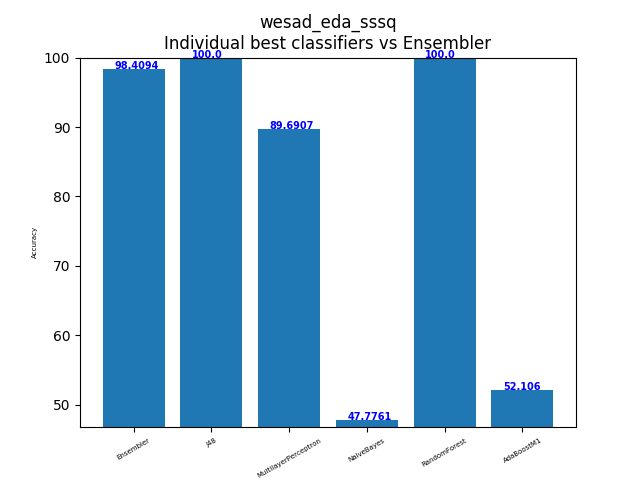 wesad_eda_sssq
Individual best classifiers vs Ensembler
100
90
80
70
60
50
Accuracy
98.4094
100.0
89.6907
47.7761
100.0
52.106
Ensembler
J48
MultilayerPerceptron
NaiveBayes
RandomForest
AdaBoostM1